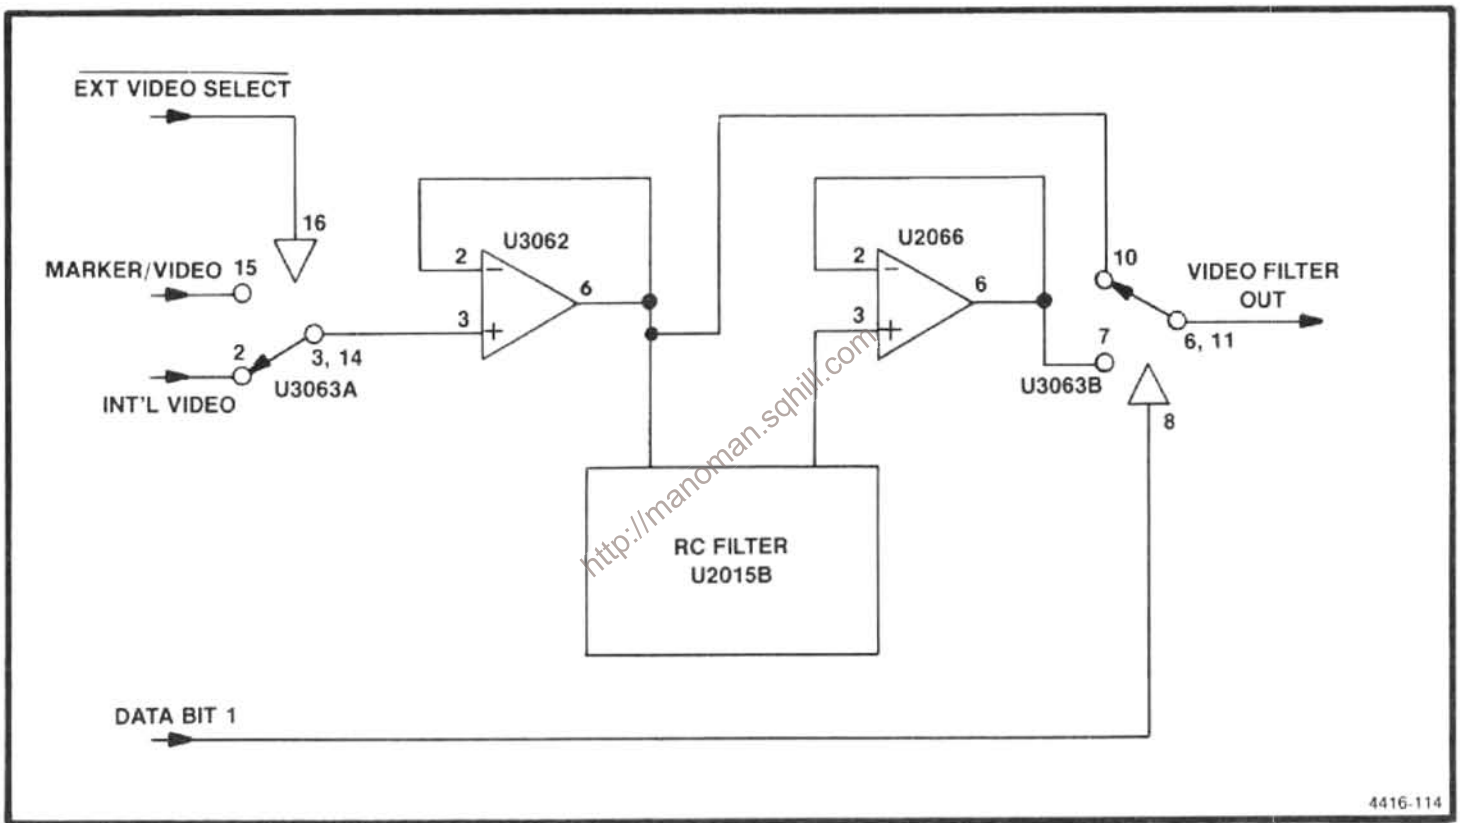 EXT VIDEO SELECT
16
MARKER/VIDEO 15
2
3, 14
U3063A
INT'L VIDEO
U3062
2
−
3
+
6
U2066
2
−
3
+
6
10
VIDEO FILTER
OUT
6, 11
7
U3063B
8
RC FILTER
U2015B
http://manoman.sqhill.com
DATA BIT 1
4416-114